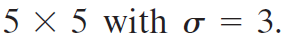 5 × 5 with σ = 3.